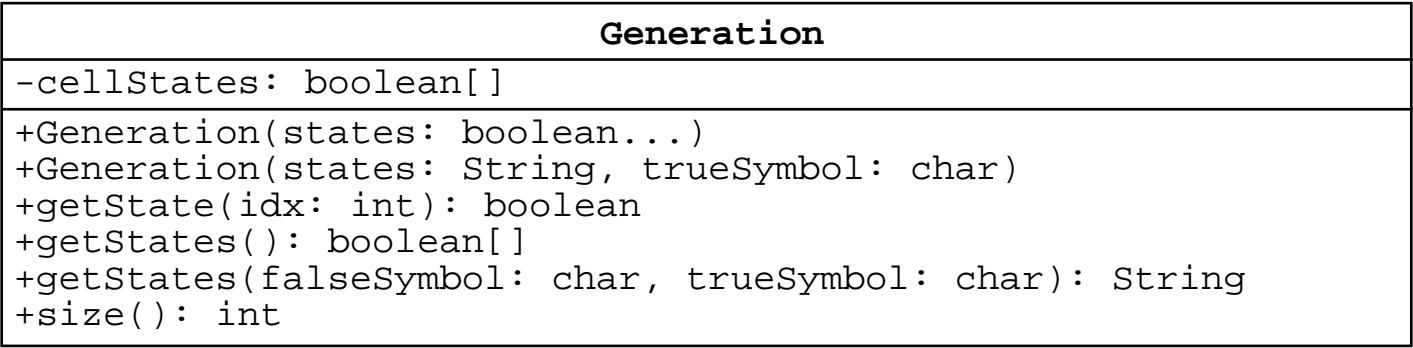 Generation
-cellStates: boolean[]
+Generation(states: boolean...)
+Generation(states: String, trueSymbol: char)
+getState(idx: int): boolean
+getStates(): boolean[]
+getStates(falseSymbol: char, trueSymbol: char): String
+size(): int